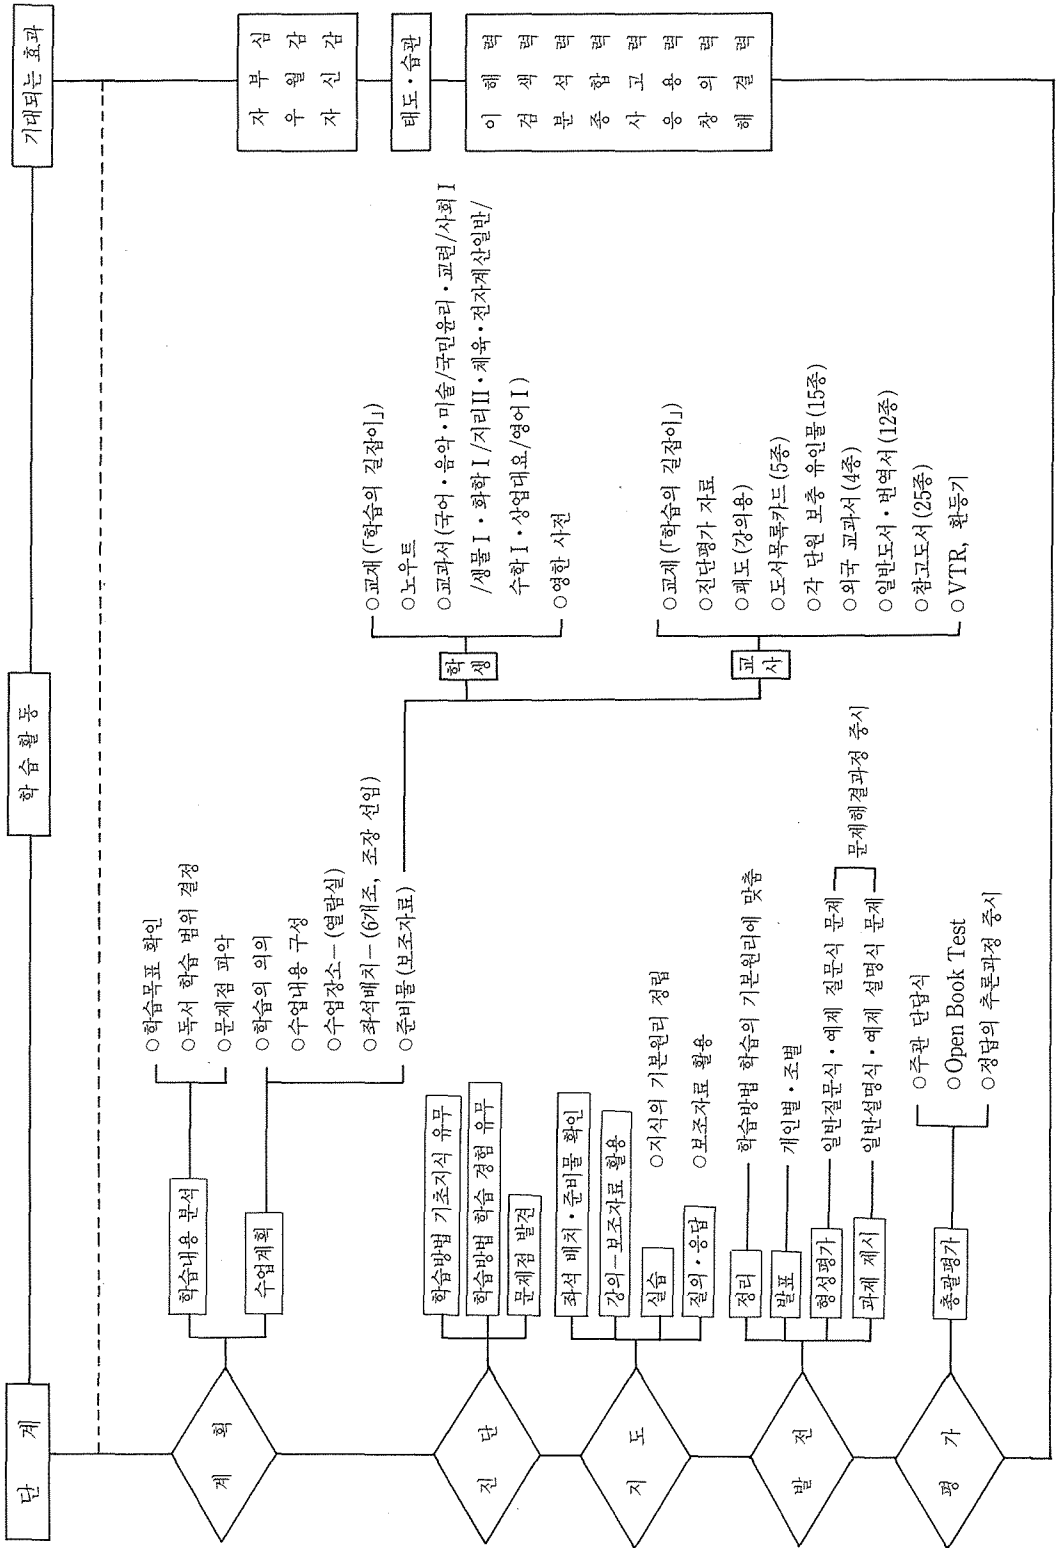 단 계
학 습 활 동
기대되는 효과
계 획
학습내용 분석
○학습목표 확인
○독서 학습 범위 결정
○문제점 파악
수업계획
○학습의 의의
○수업내용 구성
○수업장소－(열람실)
○좌석배치－(6개조, 조장 선임)
○준비물(보조자료)
학생
○교재(「학습의 길잡이」)
○노우트
○교과서(국어・음악・미술/국민윤리・교련/사회Ⅰ
/생물Ⅰ・화학Ⅰ/지리II・체육・전자계산일반/
수학Ⅰ・상업대요/영어Ⅰ)
○영한 사전
교사
○교재(「학습의 길잡이」)
○진단평가 자료
○괘도(강의용)
○도서목록카드(5종)
○각 단원 보충 유인물(15종)
○외국 교과서(4종)
○일반도서・번역서(12종)
○참고도서(25종)
○VTR, 환등기
진 단
학습방법 기초지식 유무
학습방법 학습 경험 유무
문제점 발견
지 도
좌석 배치・준비물 확인
강의－보조자료 활용
실습
○지식의 기본원리 정립
질의・응답
○보조자료 활용
발 전
정리
학습방법 학습의 기본원리에 맞춤
발표
개인별・조별
형성평가
일반질문식・예제 질문식 문제
과제 제시
일반설명식・예제 설명식 문제
문제해결과정 중시
평 가
총괄평가
○주관 단답식
○Open Book Test
○정답의 추론과정 중시
자 부 심
우 월 감
자 신 감
태도・습관
이 해 력
검 색 력
분 석 력
종 합 력
사 고 력
응 용 력
창 의 력
해 결 력